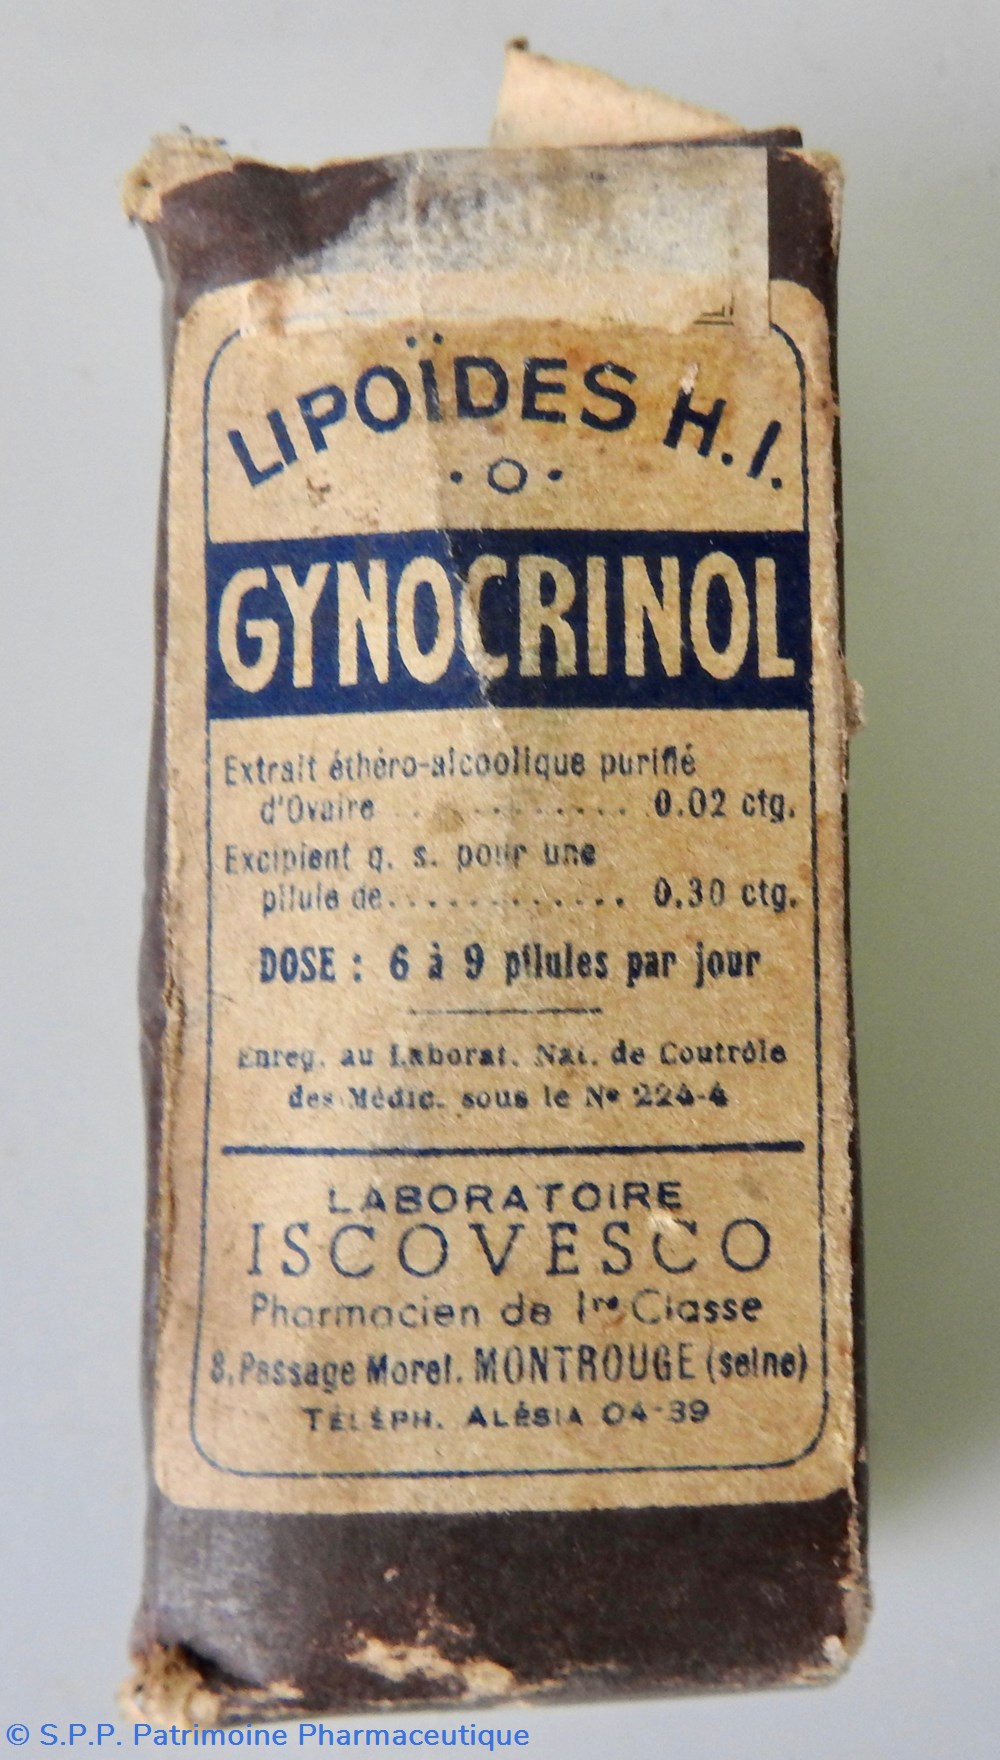 LIPOÏDES H.I.
GYNOCRINOL
Extrait éthéro-alcoolique purifié
d'Ovaire ............ 0.02 ctg.
Excipient q. s. pour une
pilule de............ 0.30 ctg.
DOSE : 6 à 9 pilules par jour
Enreg. au Laborat. Nat. de Contrôle
des Médic. sous le Nº 224-4
LABORATOIRE
ISCOVESCO
Pharmacien de 1re Classe
8, Passage Morel. MONTROUGE (seine)
TÉLÉPH. ALÉSIA 04-39
© S.P.P. Patrimoine Pharmaceutique